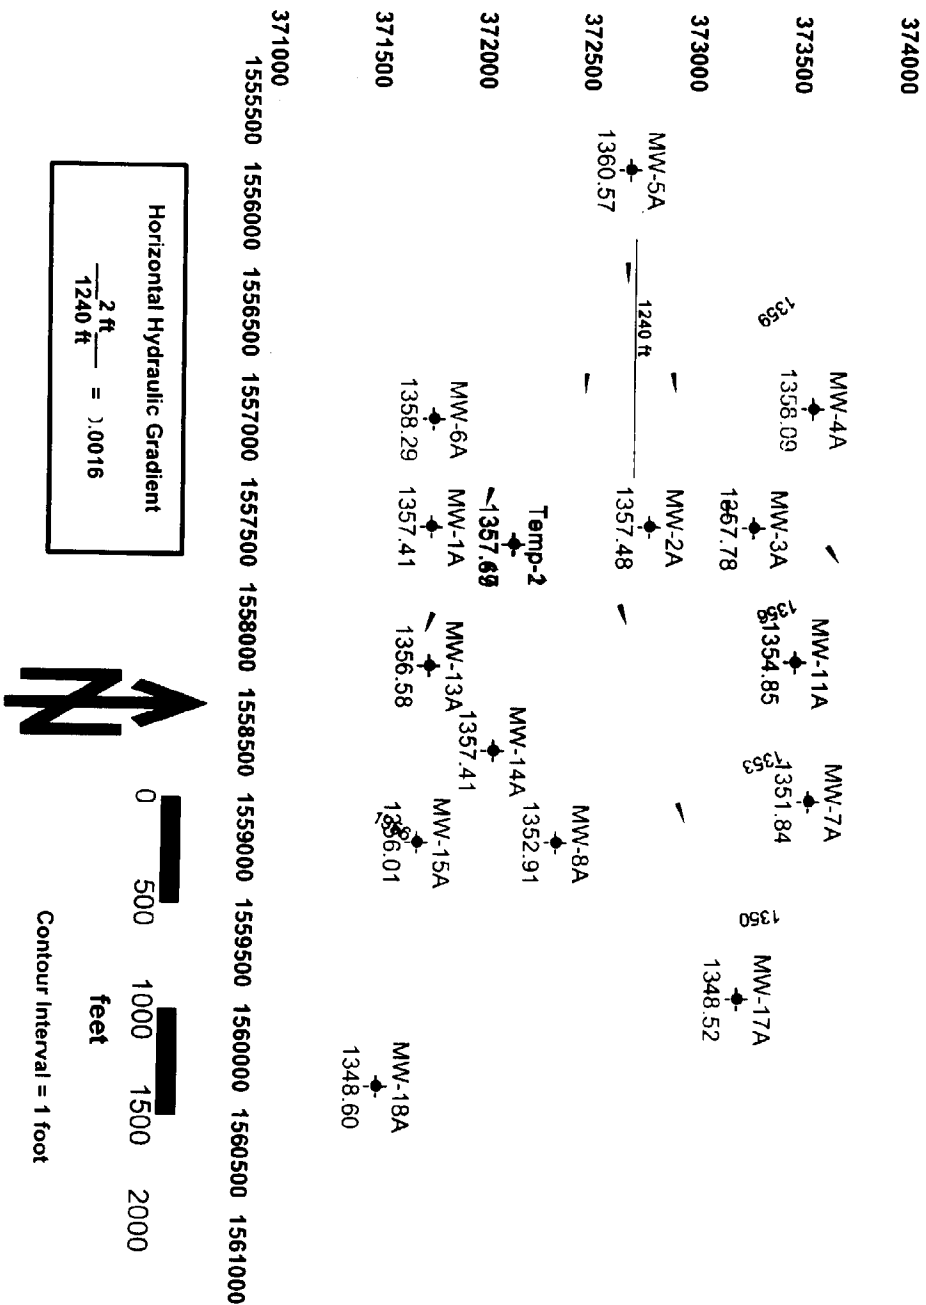 374000
373500
373000
372500
372000
371500
371000
1555500 1556000 1556500 1557000 1557500 1558000 1558500 1559000 1559500 1560000 1560500 1561000
MW-5A
1360.57
1240 ft
1359
MW-4A
1358.09
MW-6A
1358.29
MW-3A
1357.78
MW-2A
1357.48
Temp-2
MW-1A
1357.41
MW-11A
1354.85
MW-13A
1356.58
MW-14A
1357.41
MW-7A
1353
1351.84
MW-8A
1352.91
MW-15A
1356.01
1350
MW-17A
1348.52
MW-18A
1348.60
Horizontal Hydraulic Gradient
2 ft
1240 ft
= ).0016
N
0 500 1000 1500 2000
feet
Contour Interval = 1 foot